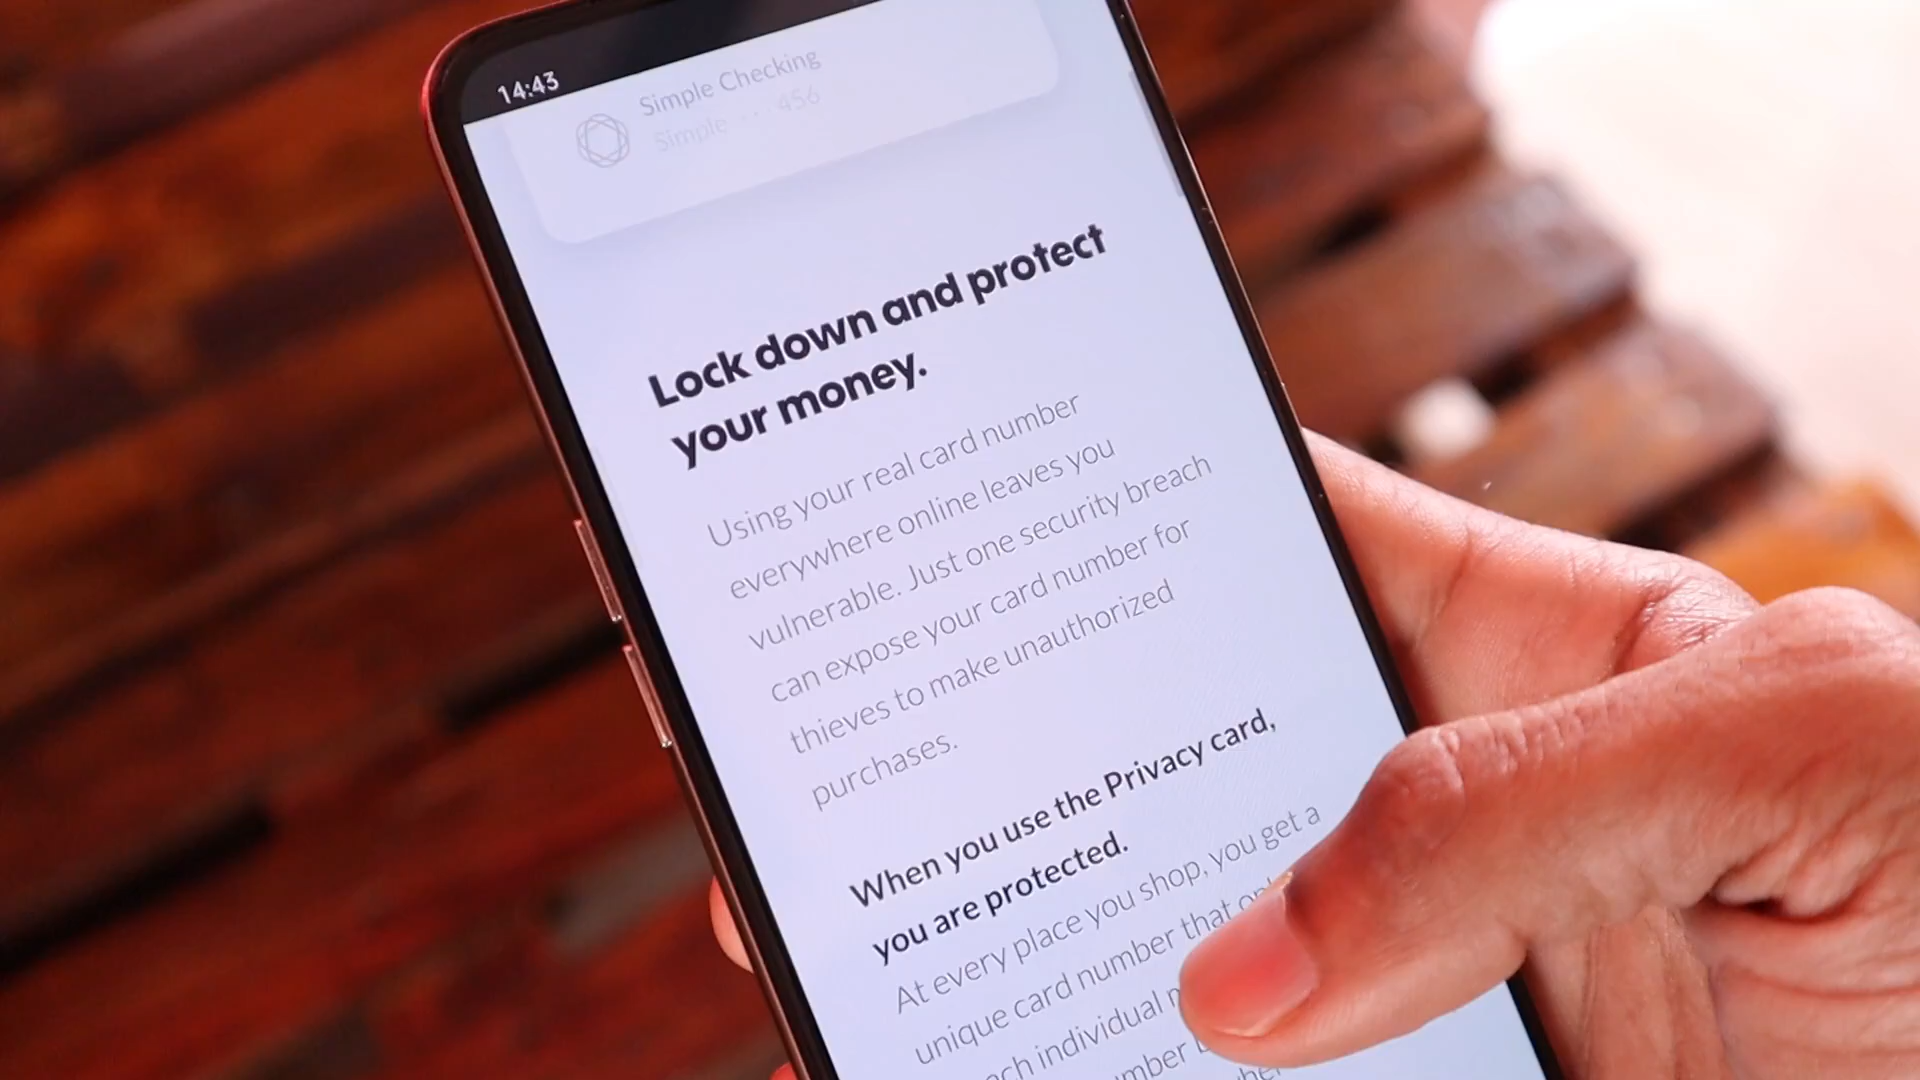 14:43
Simple Checking
Simple ·· 456
Lock down and protect
your money.
Using your real card number
everywhere online leaves you
vulnerable. Just one security breach
can expose your card number for
thieves to make unauthorized
purchases.
When you use the Privacy card,
you are protected.
At every place you shop, you get a
unique card number that
individual